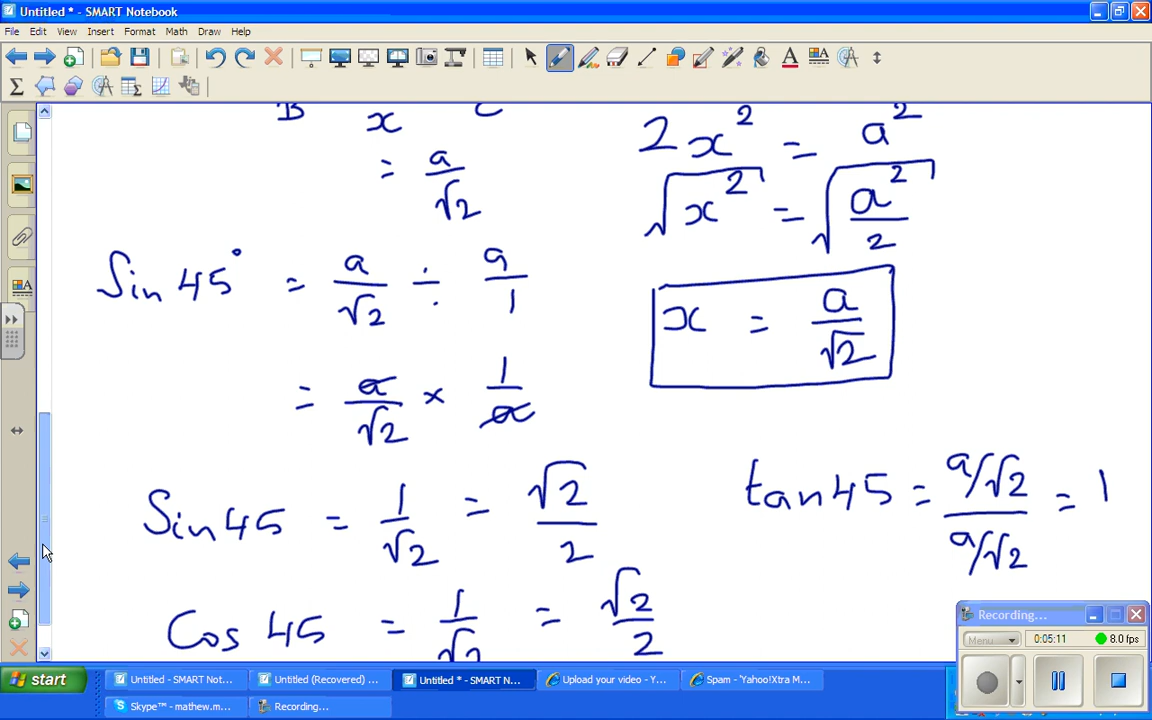 Untitled * - SMART Notebook
File Edit View Insert Format Math Draw Help
B x C
= a/√2
2x² = a²
√x² = √a²/2
x = a/√2
Sin 45° = a/√2 ÷ a/1
= a/√2 × 1/a
Sin 45 = 1/√2 = √2/2
tan 45 = a/√2 / a/√2 = 1
Cos 45 = 1/√2 = √2/2
Recording...
Menu 0:05:11 8.0 fps
start Untitled - SMART Not... Untitled (Recovered) ... Untitled * - SMART N... Upload your video - Y... Spam - 'Yahoo!Xtra M...
Skype™ - mathew.m... Recording...